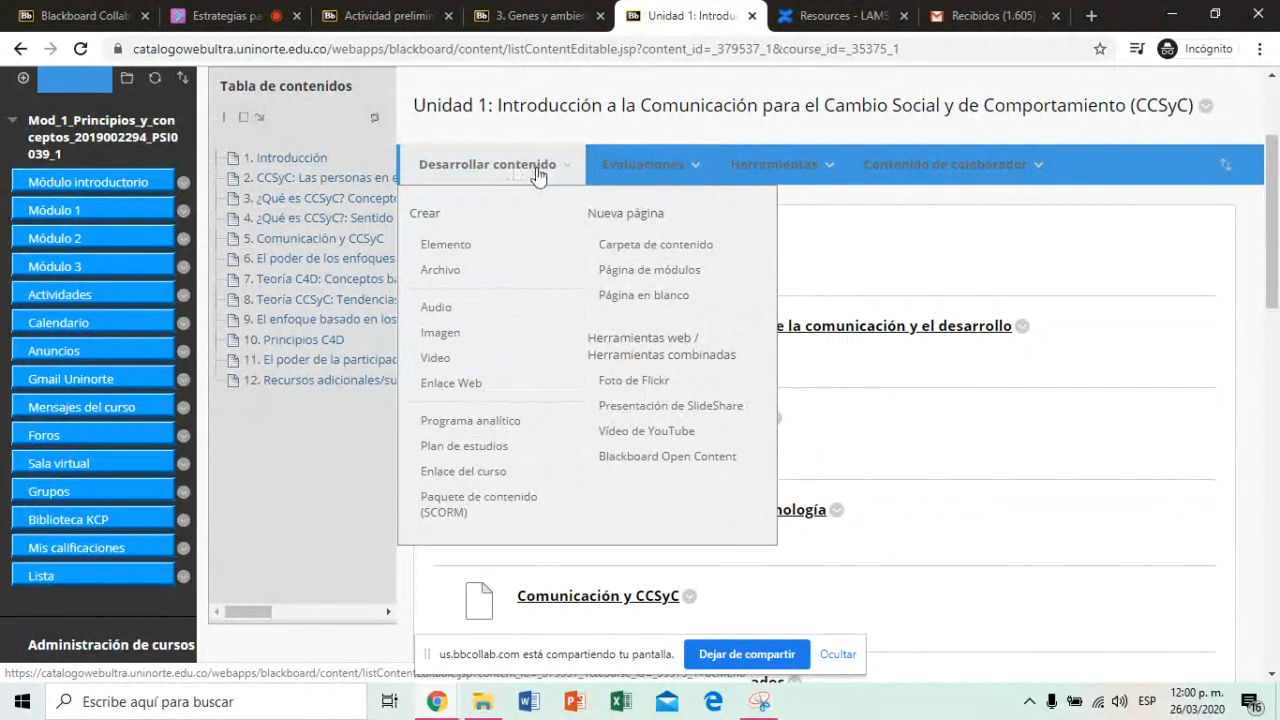 Blackboard Collab
Estrategias pa
Actividad prelimin
3. Genes y ambien
Unidad 1: Introdu
Resources - LAMS
Recibidos (1.605)
catalogowebultra.uninorte.edu.co/webapps/blackboard/content/listContentEditable.jsp?content_id=_379537_1&course_id=_35375_1
Incógnito
Mod_1_Principios_y_con
ceptos_2019002294_PSI0
039_1
Módulo introductorio
Módulo 1
Módulo 2
Módulo 3
Actividades
Calendario
Anuncios
Gmail Uninorte
Mensajes del curso
Foros
Sala virtual
Grupos
Biblioteca KCP
Mis calificaciones
Lista
Administración de cursos
Tabla de contenidos
1. Introducción
2. CCSyC: Las personas en e
3. ¿Qué es CCSyC? Concepto
4. ¿Qué es CCSyC?: Sentido
5. Comunicación y CCSyC
6. El poder de los enfoques
7. Teoría C4D: Conceptos ba
8. Teoría CCSyC: Tendencias
9. El enfoque basado en los
10. Principios C4D
11. El poder de la participac
12. Recursos adicionales/su
Unidad 1: Introducción a la Comunicación para el Cambio Social y de Comportamiento (CCSyC)
Desarrollar contenido
Evaluaciones
Herramientas
Contenido de colaborador
Crear
Elemento
Archivo
Audio
Imagen
Video
Enlace Web
Programa analítico
Plan de estudios
Enlace del curso
Paquete de contenido
(SCORM)
Nueva página
Carpeta de contenido
Página de módulos
Página en blanco
Herramientas web /
Herramientas combinadas
Foto de Flickr
Presentación de SlideShare
Vídeo de YouTube
Blackboard Open Content
e la comunicación y el desarrollo
nología
Comunicación y CCSyC
us.bbcollab.com está compartiendo tu pantalla.
Dejar de compartir
Ocultar
Escribe aquí para buscar
ESP
12:00 p. m.
26/03/2020
16